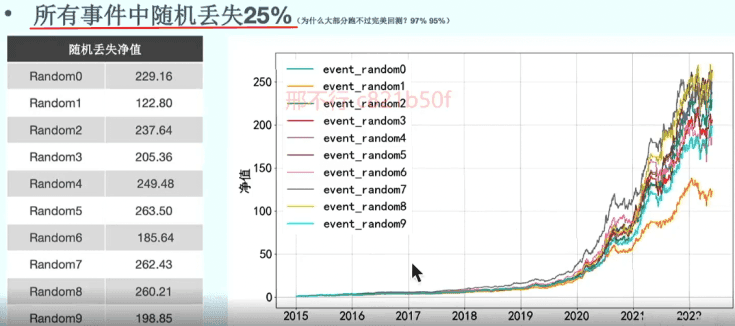 • 所有事件中随机丢失25%（为什么大部分跑不过完美回测？97% 95%）
随机丢失净值
Random0 229.16
Random1 122.80
Random2 237.64
Random3 205.36
Random4 249.48
Random5 263.50
Random6 185.64
Random7 262.43
Random8 260.21
Random9 198.85
净值
250
200
150
100
50
0
event_random0
event_random1
event_random2
event_random3
event_random4
event_random5
event_random6
event_random7
event_random8
event_random9
邢不行 c821b50f
2015 2016 2017 2018 2019 2020 2021 2022